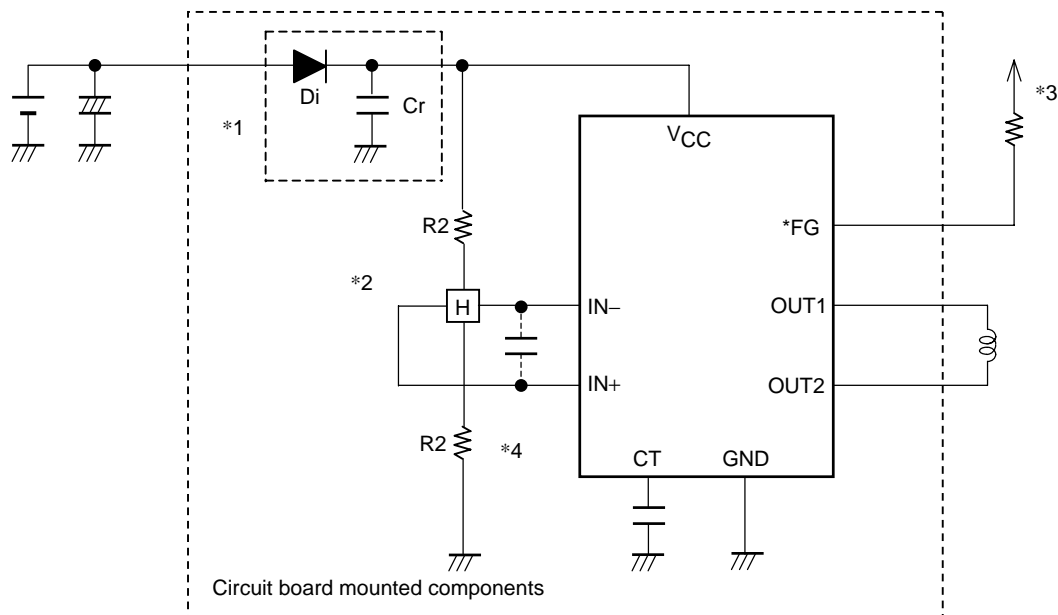 Di
Cr
*1
VCC
*3
*FG
R2
*2
H
IN−
OUT1
IN+
OUT2
R2
*4
CT
GND
Circuit board mounted components